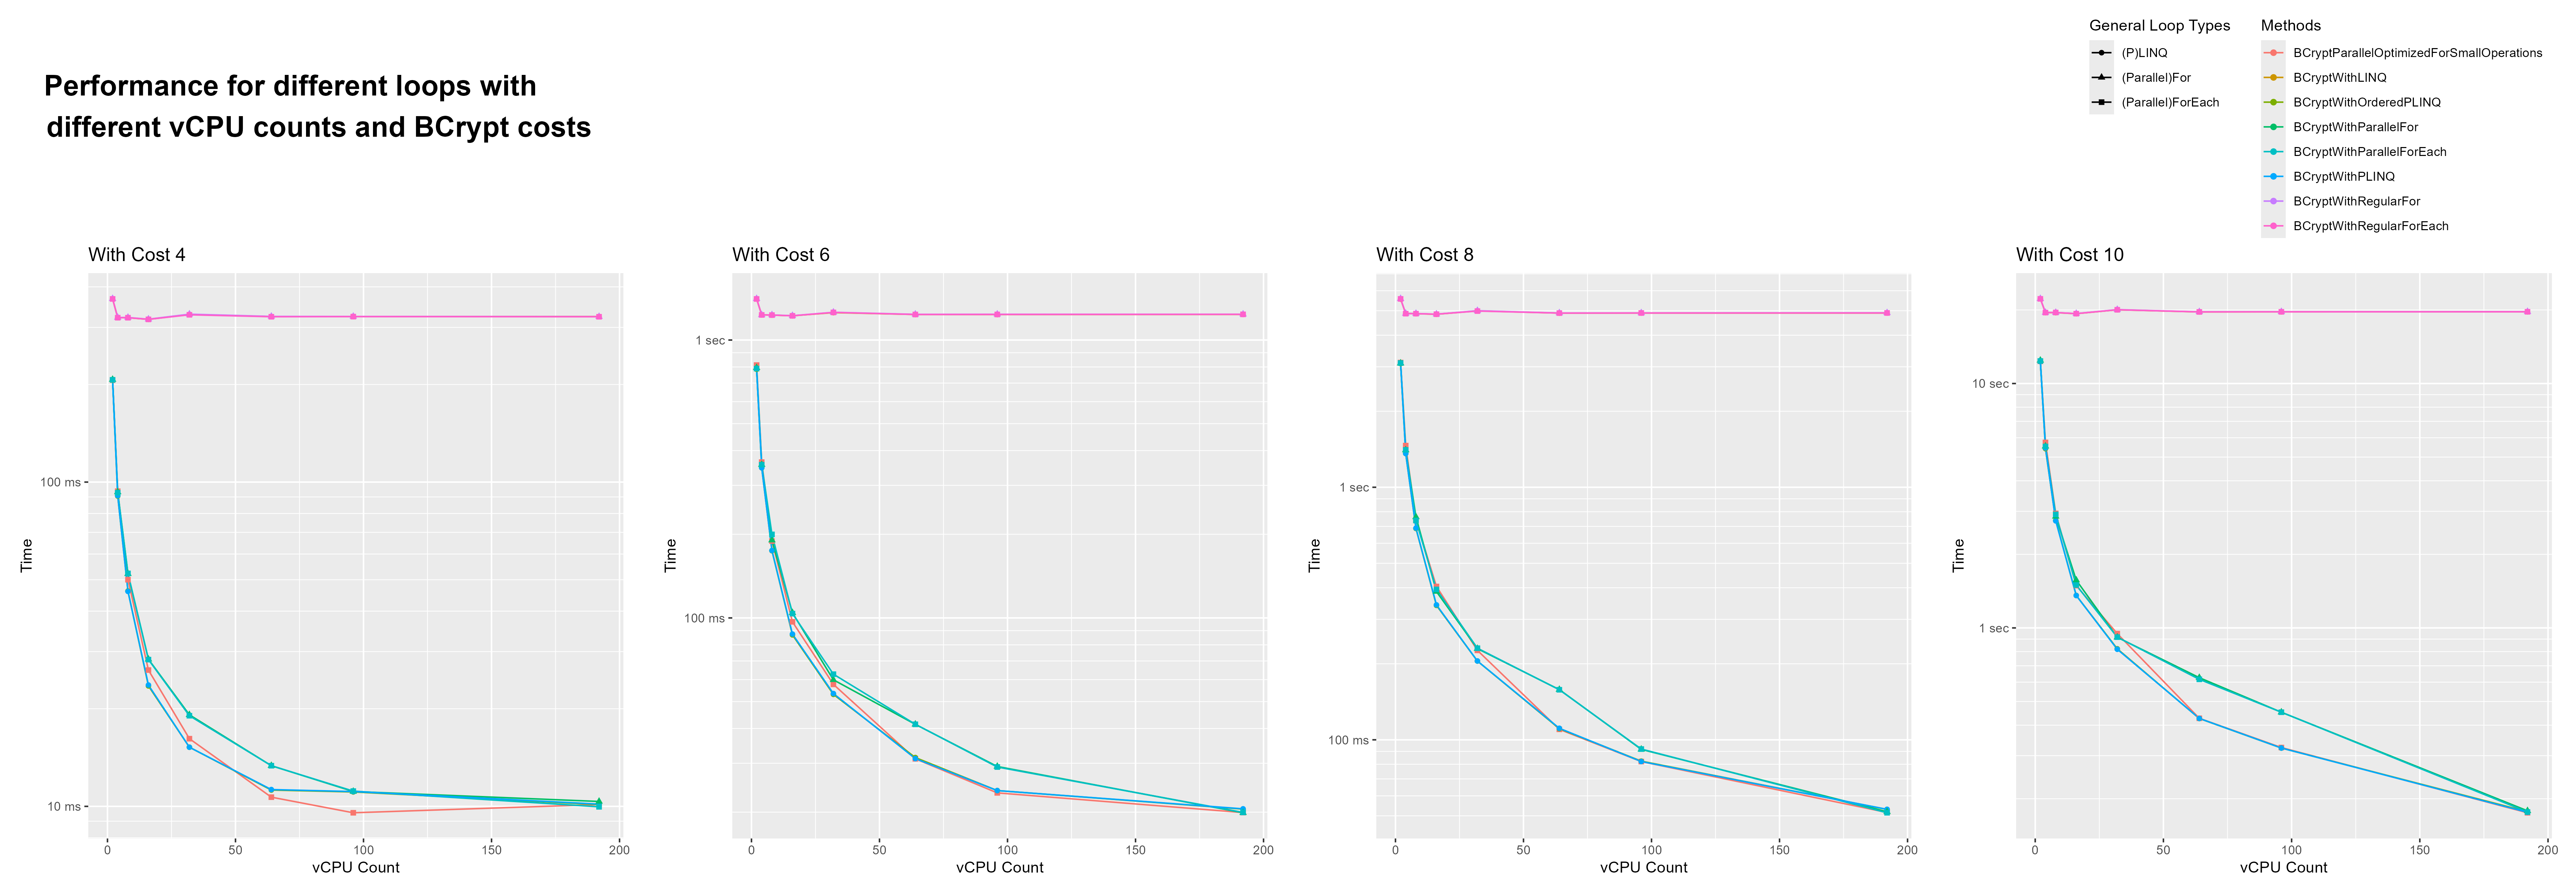 Performance for different loops with
different vCPU counts and BCrypt costs
General Loop Types
(P)LINQ
(Parallel)For
(Parallel)ForEach
Methods
BCryptParallelOptimizedForSmallOperations
BCryptWithLINQ
BCryptWithOrderedPLINQ
BCryptWithParallelFor
BCryptWithParallelForEach
BCryptWithPLINQ
BCryptWithRegularFor
BCryptWithRegularForEach
With Cost 4
Time
100 ms
10 ms
0 50 100 150 200
vCPU Count
With Cost 6
Time
1 sec
100 ms
0 50 100 150 200
vCPU Count
With Cost 8
Time
1 sec
100 ms
0 50 100 150 200
vCPU Count
With Cost 10
Time
10 sec
1 sec
0 50 100 150 200
vCPU Count